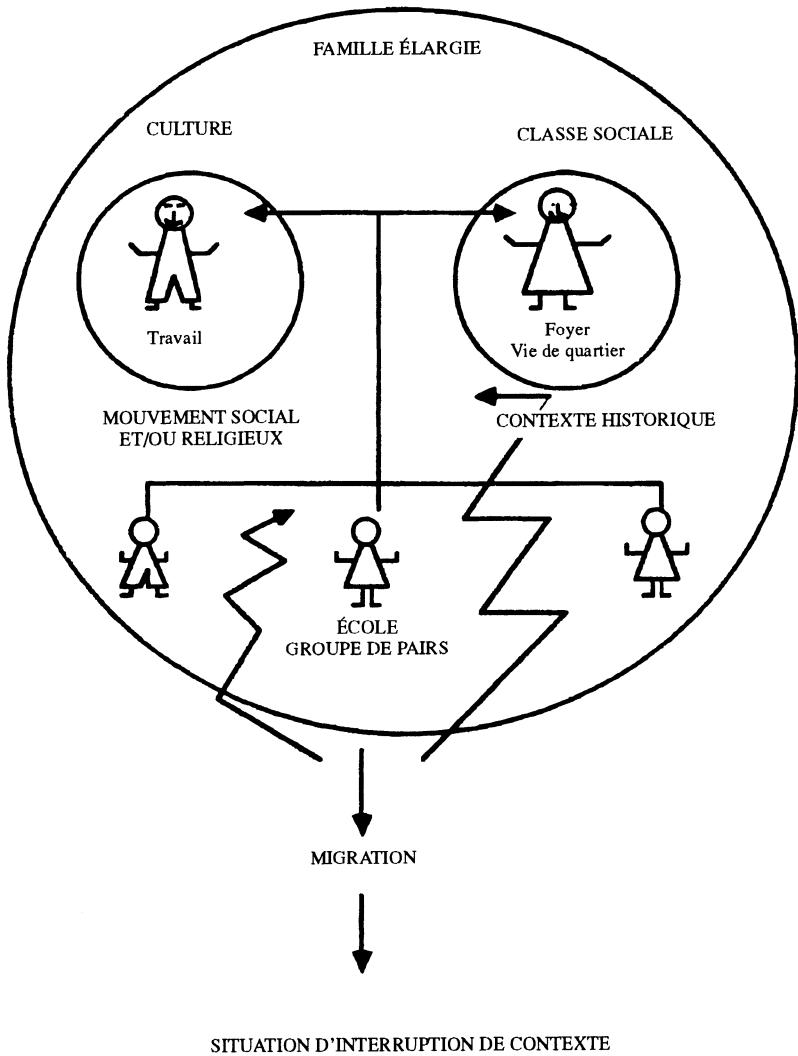 FAMILLE ÉLARGIE
CULTURE
CLASSE SOCIALE
Travail
Foyer
Vie de quartier
MOUVEMENT SOCIAL
ET/OU RELIGIEUX
CONTEXTE HISTORIQUE
ÉCOLE
GROUPE DE PAIRS
MIGRATION
SITUATION D'INTERRUPTION DE CONTEXTE